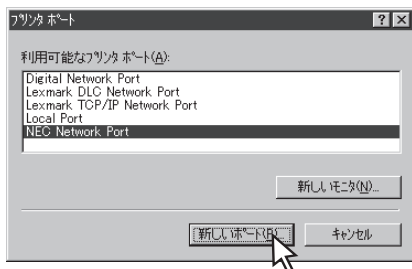 プリンタ ポート
利用可能なプリンタ ポート(A):
Digital Network Port
Lexmark DLC Network Port
Lexmark TCP/IP Network Port
Local Port
NEC Network Port
新しいモニタ(N)...
新しいポート(P)...
キャンセル